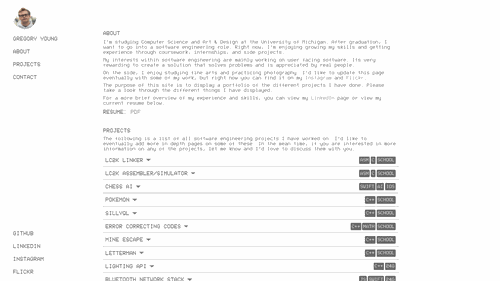 GREGORY YOUNG
ABOUT
PROJECTS
CONTACT
GITHUB
LINKEDIN
INSTAGRAM
FLICKR
ABOUT
I'm studying Computer Science and Art & Design at the University of Michigan. After graduation, I
want to go into a software engineering role. Right now, I'm enjoying growing my skills and getting
experience through coursework, internships, and side projects.
My interests within software engineering are mainly working on user facing software. Its very
rewarding to create a solution that solves problems and is appreciated by real people.
On the side, I enjoy studying fine arts and practicing photography. I'd like to update this page
eventually with some of my work, but right now you can find it on my Instagram and Flickr.
The purpose of this site is to display a portfolio of the different projects I have done. Please
take a look through the different things I have displayed.
For a more brief overview of my experience and skills, you can view my LinkedIn page or view my
current resume below.
RESUME: PDF
PROJECTS
The following is a list of all software engineering projects I have worked on. I'd like to
eventually add more in depth pages on some of these. In the mean time, if you are interested in more
information on any of the projects, let me know and I'd love to discuss them with you.
LC2K LINKER ASM C SCHOOL
LC2K ASSEMBLER/SIMULATOR ASM C SCHOOL
CHESS AI SWIFT AI IOS
POKEMON C++ SCHOOL
SILLYQL C++ SCHOOL
ERROR CORRECTING CODES C++ MATH SCHOOL
MINE ESCAPE C++ SCHOOL
LETTERMAN C++ SCHOOL
LIGHTING API C++
BLUETOOTH NETWORK STACK